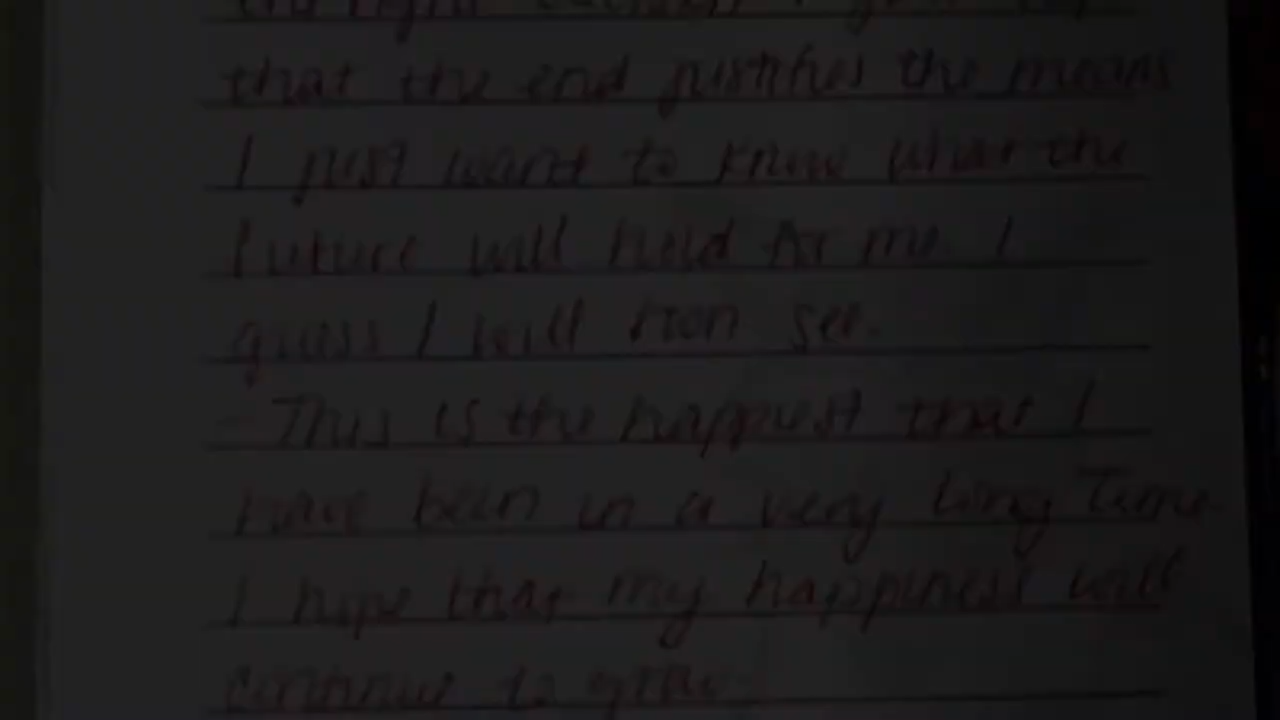 the right
that the end justifies the means
I just want to know what the
future will hold for me I
guess I will soon see.
- This is the happiest that I
have been in a very long time
I hope that my happiness will
continue to grow.